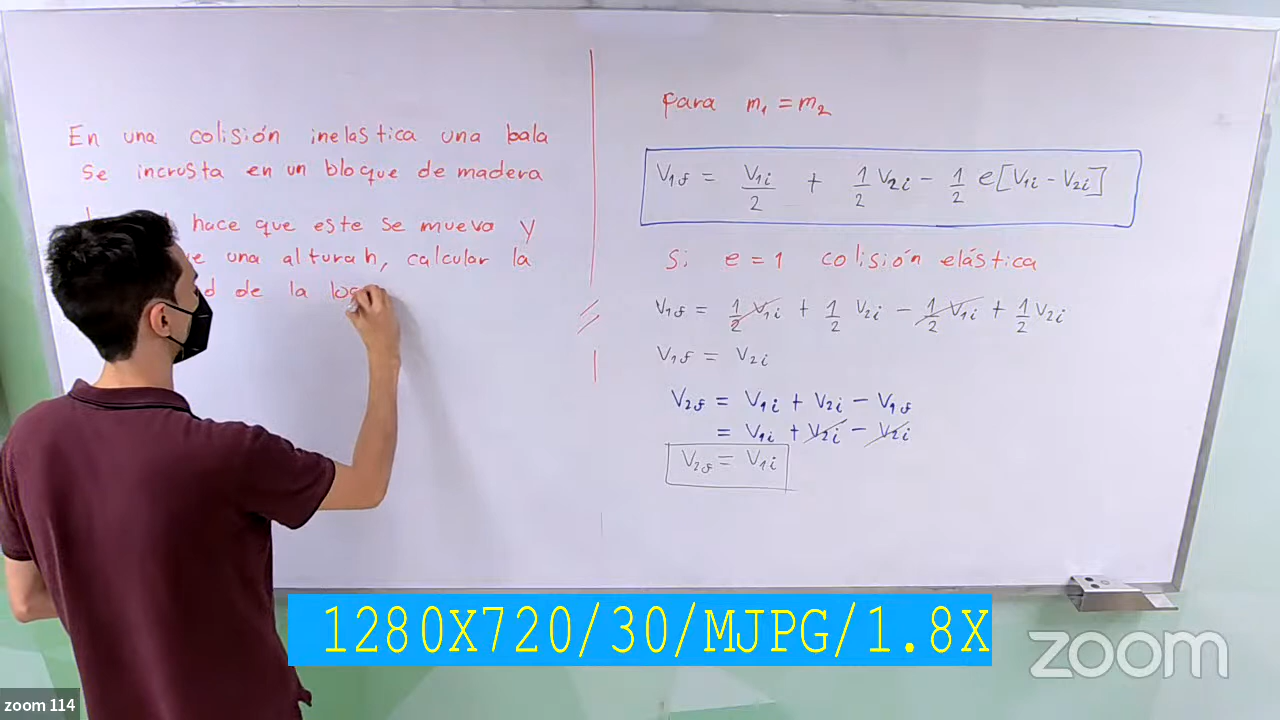 En una colisión inelastica una bala
se incrusta en un bloque de madera
hace que este se mueva y
una altura h, calcular la
d de la
para m₁ = m₂
V₁f = V₁i/2 + 1/2 V₂i - 1/2 e[V₁i - V₂i]
Si e = 1 colisión elástica
V₁f = 1/2 V₁i + 1/2 V₂i - 1/2 V₁i + 1/2 V₂i
V₁f = V₂i
V₂f = V₁i + V₂i - V₁f
= V₁i + V₂i - V₂i
V₂f = V₁i
1280X720/30/MJPG/1.8X
zoom
zoom 114